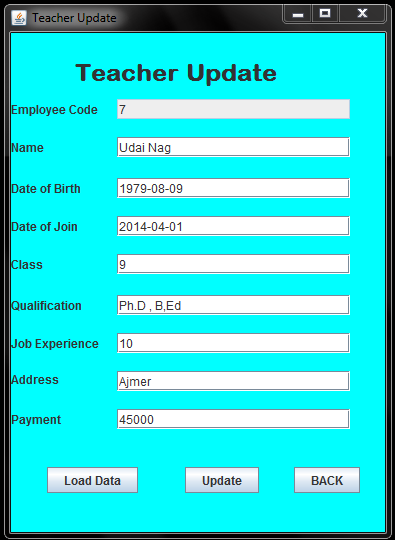 Teacher Update
Teacher Update
Employee Code 7
Name Udai Nag
Date of Birth 1979-08-09
Date of Join 2014-04-01
Class 9
Qualification Ph.D , B,Ed
Job Experience 10
Address Ajmer
Payment 45000
Load Data Update BACK